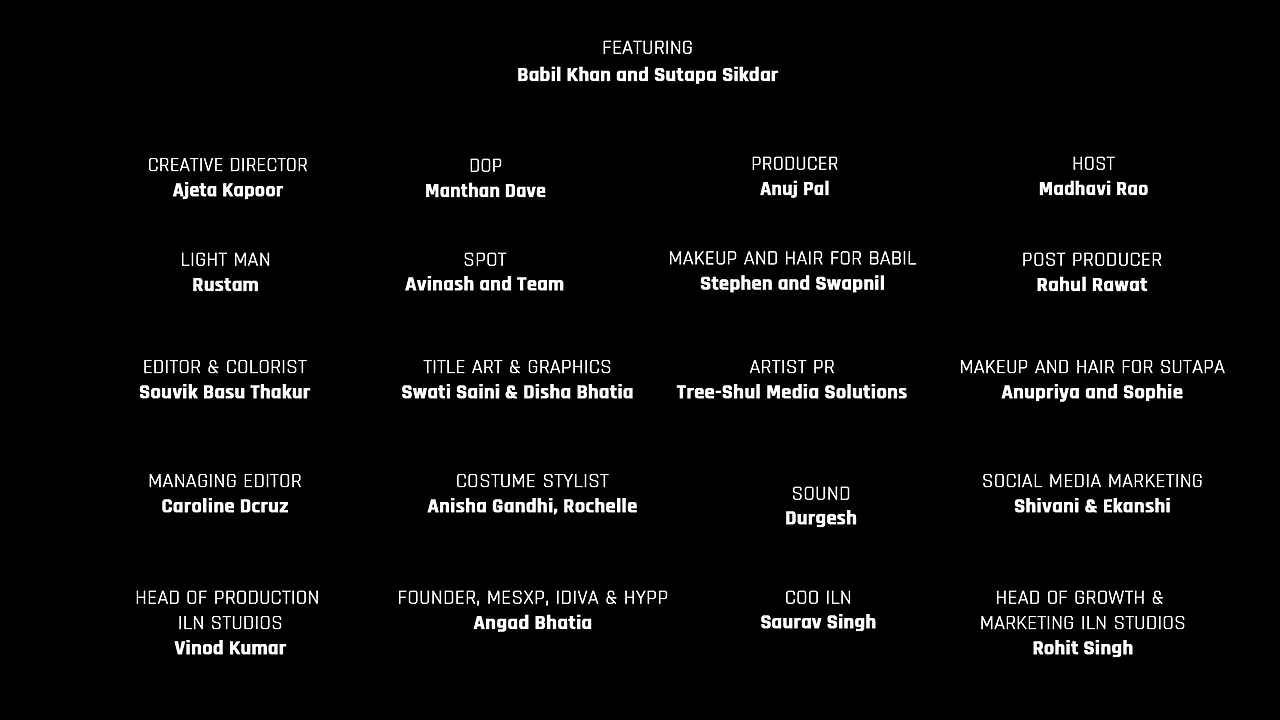 FEATURING
Babil Khan and Sutapa Sikdar
CREATIVE DIRECTOR
Ajeta Kapoor
DOP
Manthan Dave
PRODUCER
Anuj Pal
HOST
Madhavi Rao
LIGHT MAN
Rustam
SPOT
Avinash and Team
MAKEUP AND HAIR FOR BABIL
Stephen and Swapnil
POST PRODUCER
Rahul Rawat
EDITOR & COLORIST
Souvik Basu Thakur
TITLE ART & GRAPHICS
Swati Saini & Disha Bhatia
ARTIST PR
Tree-Shul Media Solutions
MAKEUP AND HAIR FOR SUTAPA
Anupriya and Sophie
MANAGING EDITOR
Caroline Dcruz
COSTUME STYLIST
Anisha Gandhi, Rochelle
SOUND
Durgesh
SOCIAL MEDIA MARKETING
Shivani & Ekanshi
HEAD OF PRODUCTION
ILN STUDIOS
Vinod Kumar
FOUNDER, MESXP, IDIVA & HYPP
Angad Bhatia
COO ILN
Saurav Singh
HEAD OF GROWTH &
MARKETING ILN STUDIOS
Rohit Singh